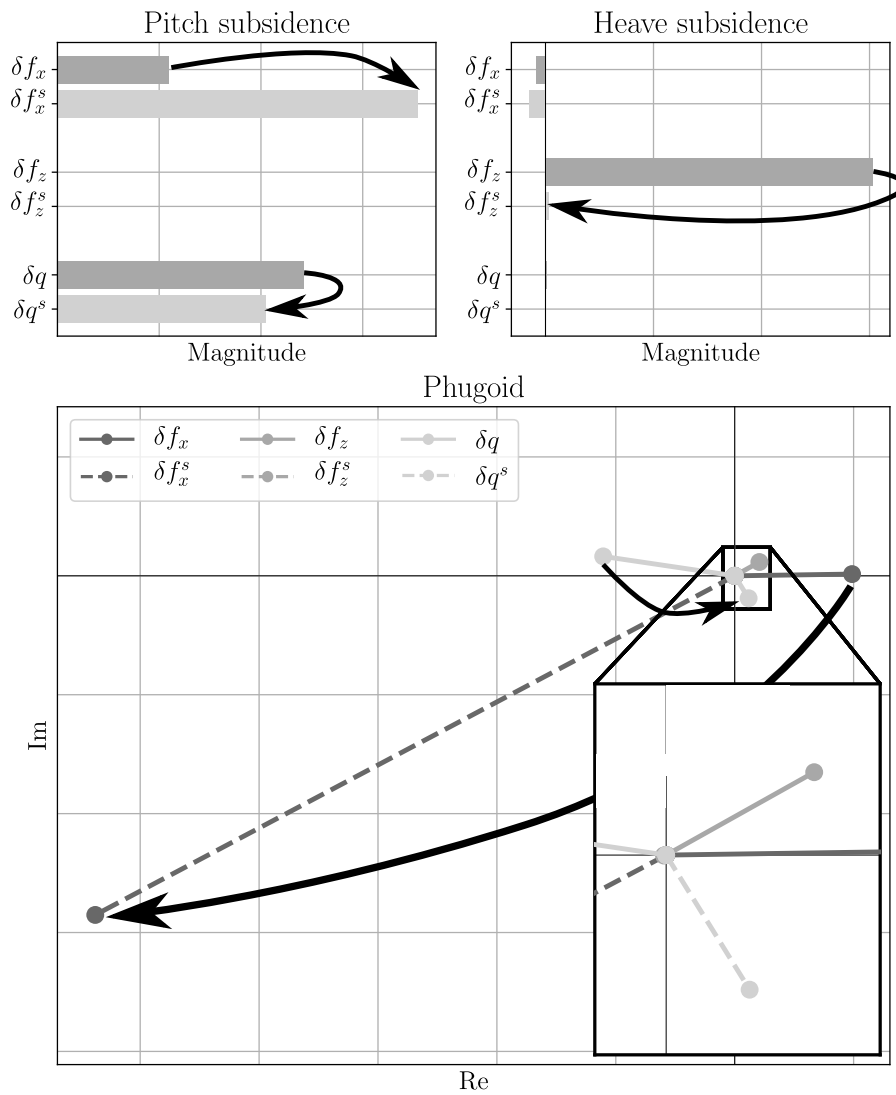 Pitch subsidence
δf_x
δf_x^s
δf_z
δf_z^s
δq
δq^s
Magnitude
Heave subsidence
δf_x
δf_x^s
δf_z
δf_z^s
δq
δq^s
Magnitude
Phugoid
δf_x δf_z δq
δf_x^s δf_z^s δq^s
Im
Re